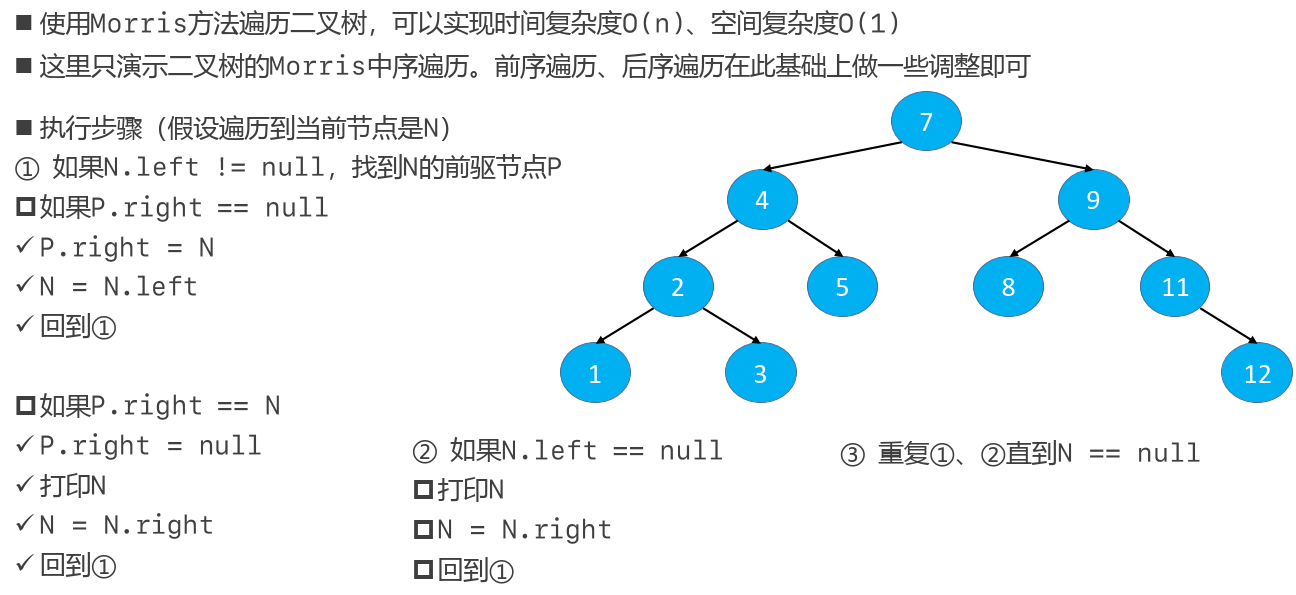 ■ 使用Morris方法遍历二叉树，可以实现时间复杂度O(n)、空间复杂度O(1)
■ 这里只演示二叉树的Morris中序遍历。前序遍历、后序遍历在此基础上做一些调整即可
■ 执行步骤（假设遍历到当前节点是N）
① 如果N.left != null，找到N的前驱节点P
如果P.right == null
✓ P.right = N
✓ N = N.left
✓ 回到①
如果P.right == N
✓ P.right = null
✓ 打印N
✓ N = N.right
✓ 回到①
② 如果N.left == null
打印N
N = N.right
回到①
③ 重复①、②直到N == null
7
4
9
2
5
8
11
1
3
12